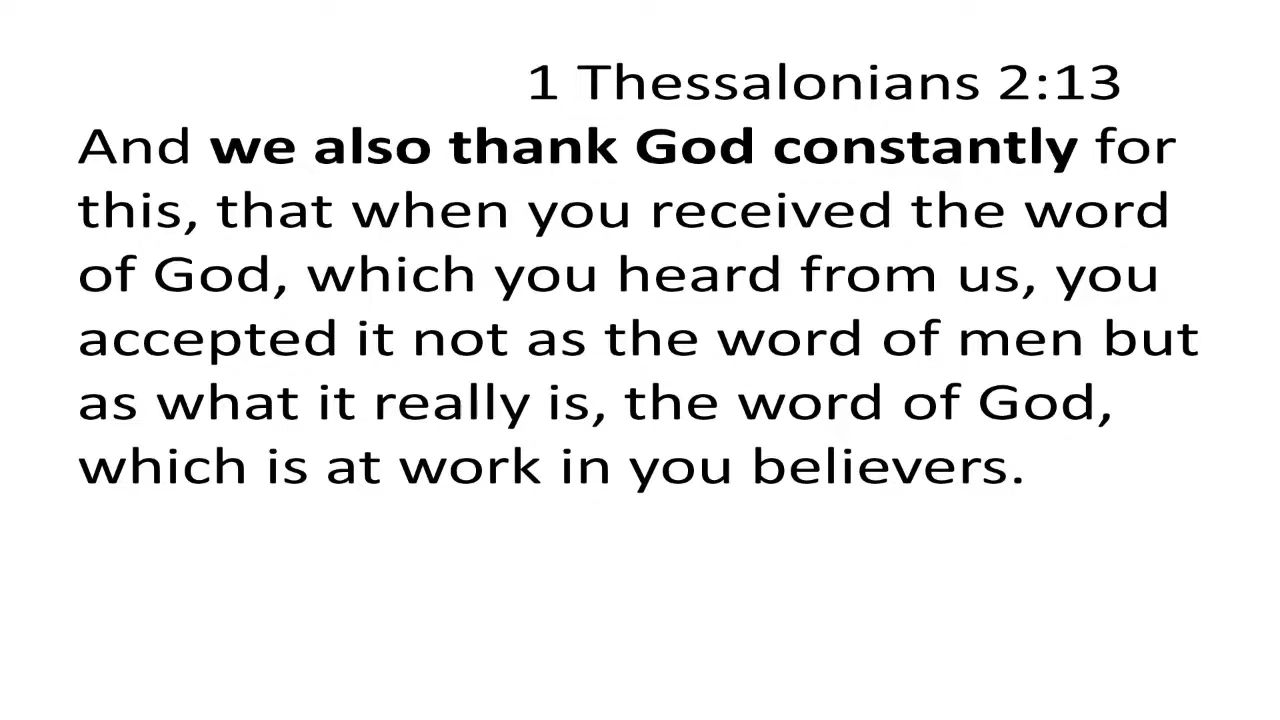 1 Thessalonians 2:13
And we also thank God constantly for
this, that when you received the word
of God, which you heard from us, you
accepted it not as the word of men but
as what it really is, the word of God,
which is at work in you believers.